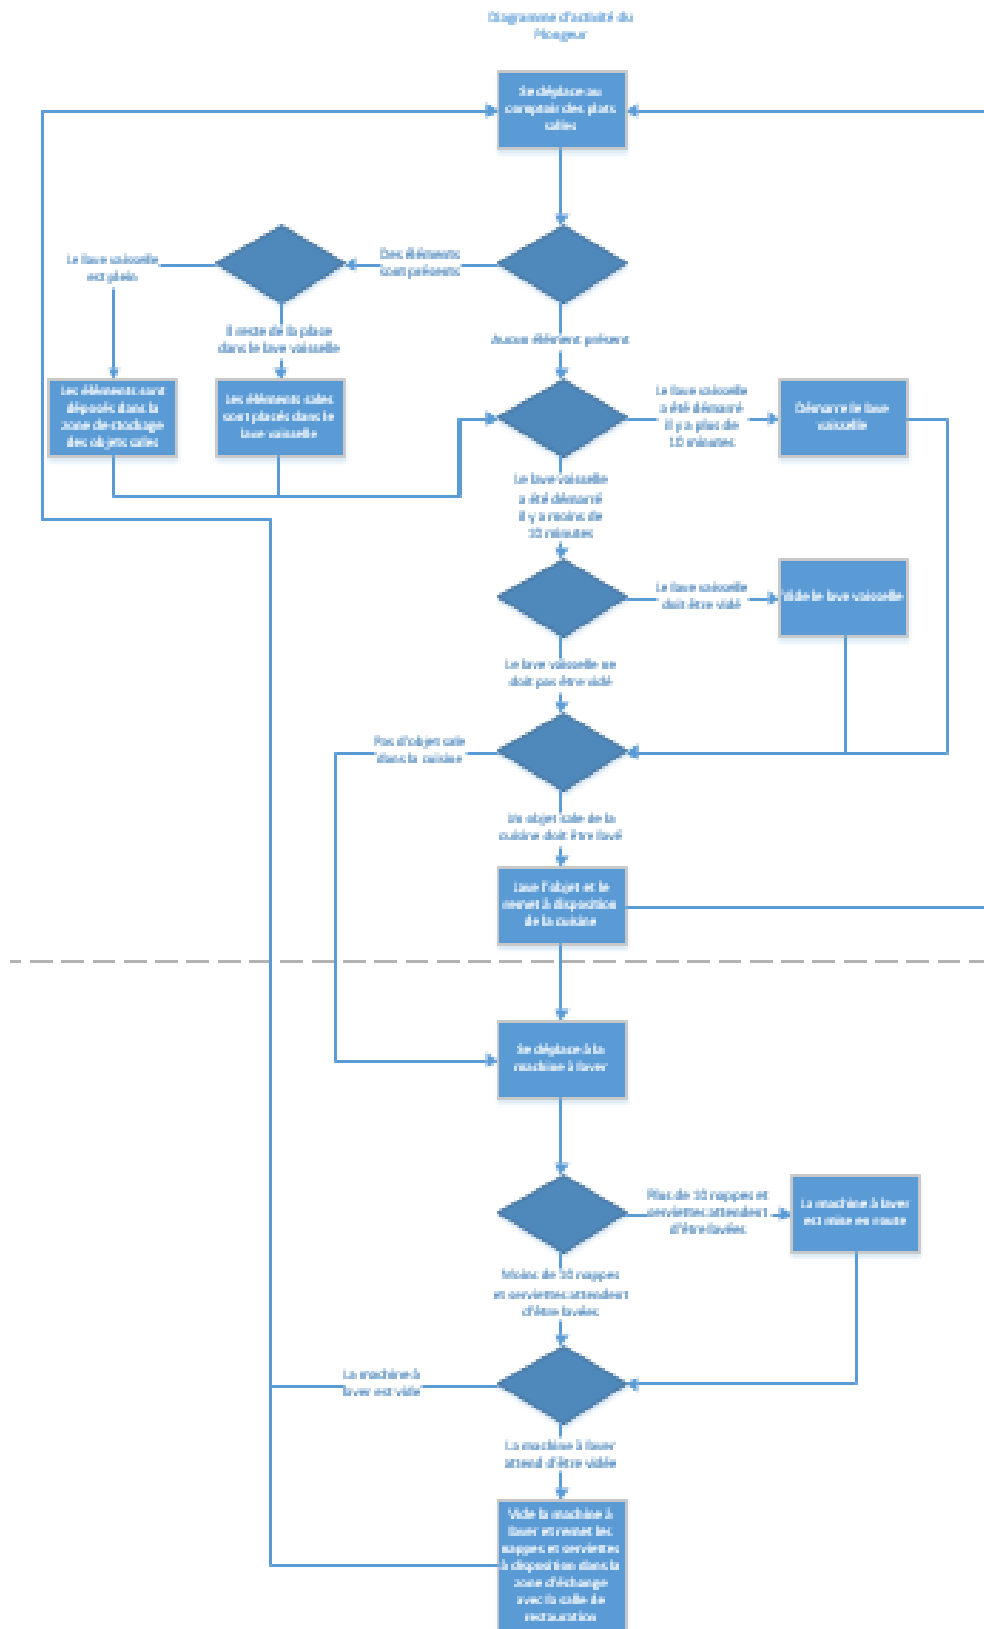 Diagramme d'activité du
Plongeur
Se déplace au
comptoir des plats
salles
Des éléments
sont présents
Le lave vaisselle
est plein
Il reste de la place
dans le lave vaisselle
Aucun élément présent
Les éléments sont
déposés dans la
zone de stockage
des objets sales
Les éléments sales
sont placés dans le
lave vaisselle
Le lave vaisselle
a été démarré
il y a plus de
10 minutes
Démarre le lave
vaisselle
Le lave vaisselle
a été démarré
il y a moins de
10 minutes
Le lave vaisselle
doit être vidé
Vide le lave vaisselle
Le lave vaisselle ne
doit pas être vidé
Pas d'objet sale
dans la cuisine
Un objet sale de la
cuisine doit être lavé
Lave l'objet et le
remet à disposition
de la cuisine
Se déplace à la
machine à laver
Plus de 10 nappes et
serviettes attendent
d'être lavées
La machine à laver
est mise en route
Moins de 10 nappes
et serviettes attendent
d'être lavées
La machine à
laver est vide
La machine à laver
attend d'être vidée
Vide la machine à
laver et remet les
nappes et serviettes
à disposition dans la
zone d'échange
avec la salle de
restauration